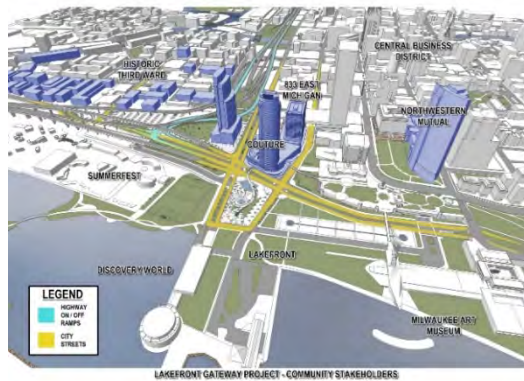 HISTORIC
THIRD WARD
CENTRAL BUSINESS
DISTRICT
833 EAST
MICHIGAN
NORTHWESTERN
MUTUAL
COUTURE
SUMMERFEST
DISCOVERY WORLD
LAKEFRONT
LEGEND
HIGHWAY
ON / OFF
RAMPS
CITY
STREETS
MILWAUKEE ART
MUSEUM
LAKEFRONT GATEWAY PROJECT - COMMUNITY STAKEHOLDERS